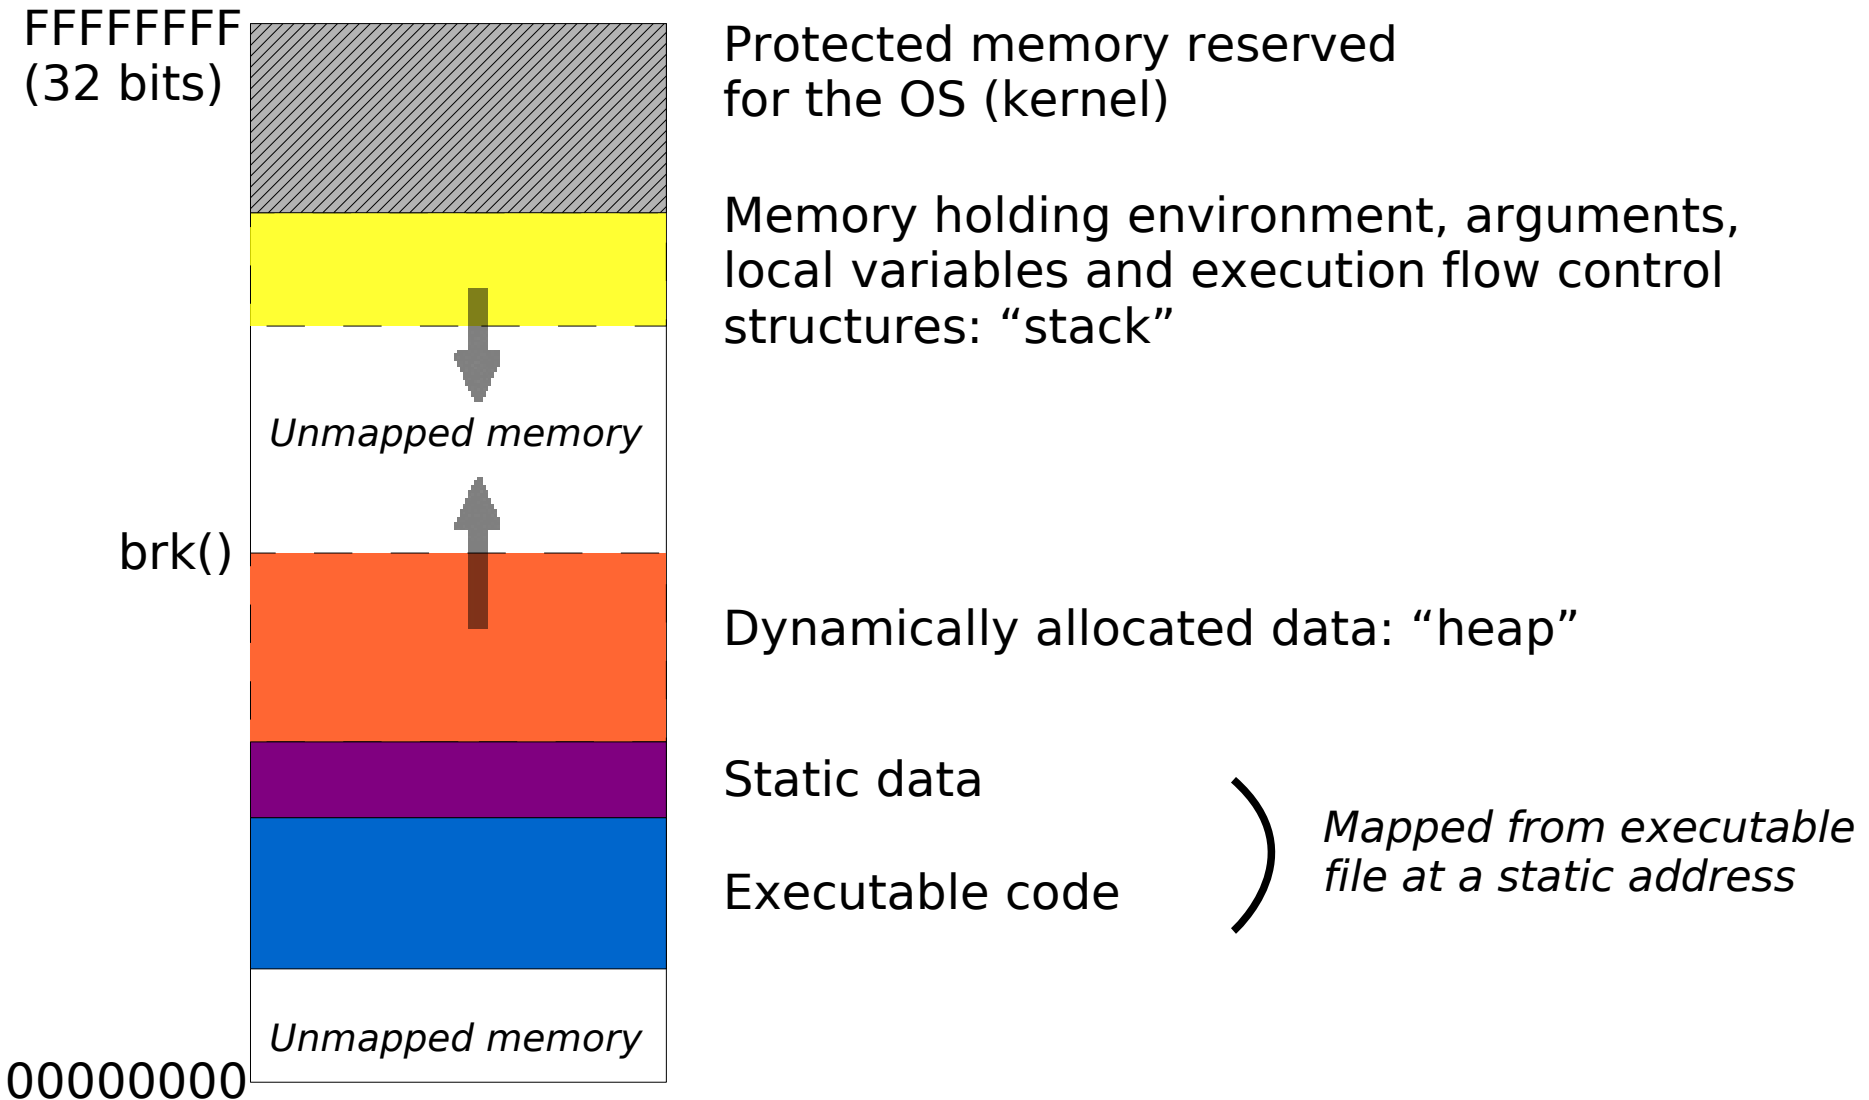 FFFFFFFF
(32 bits)
Protected memory reserved
for the OS (kernel)
Memory holding environment, arguments,
local variables and execution flow control
structures: “stack”
Unmapped memory
brk()
Dynamically allocated data: “heap”
Static data
Mapped from executable
file at a static address
Executable code
Unmapped memory
00000000